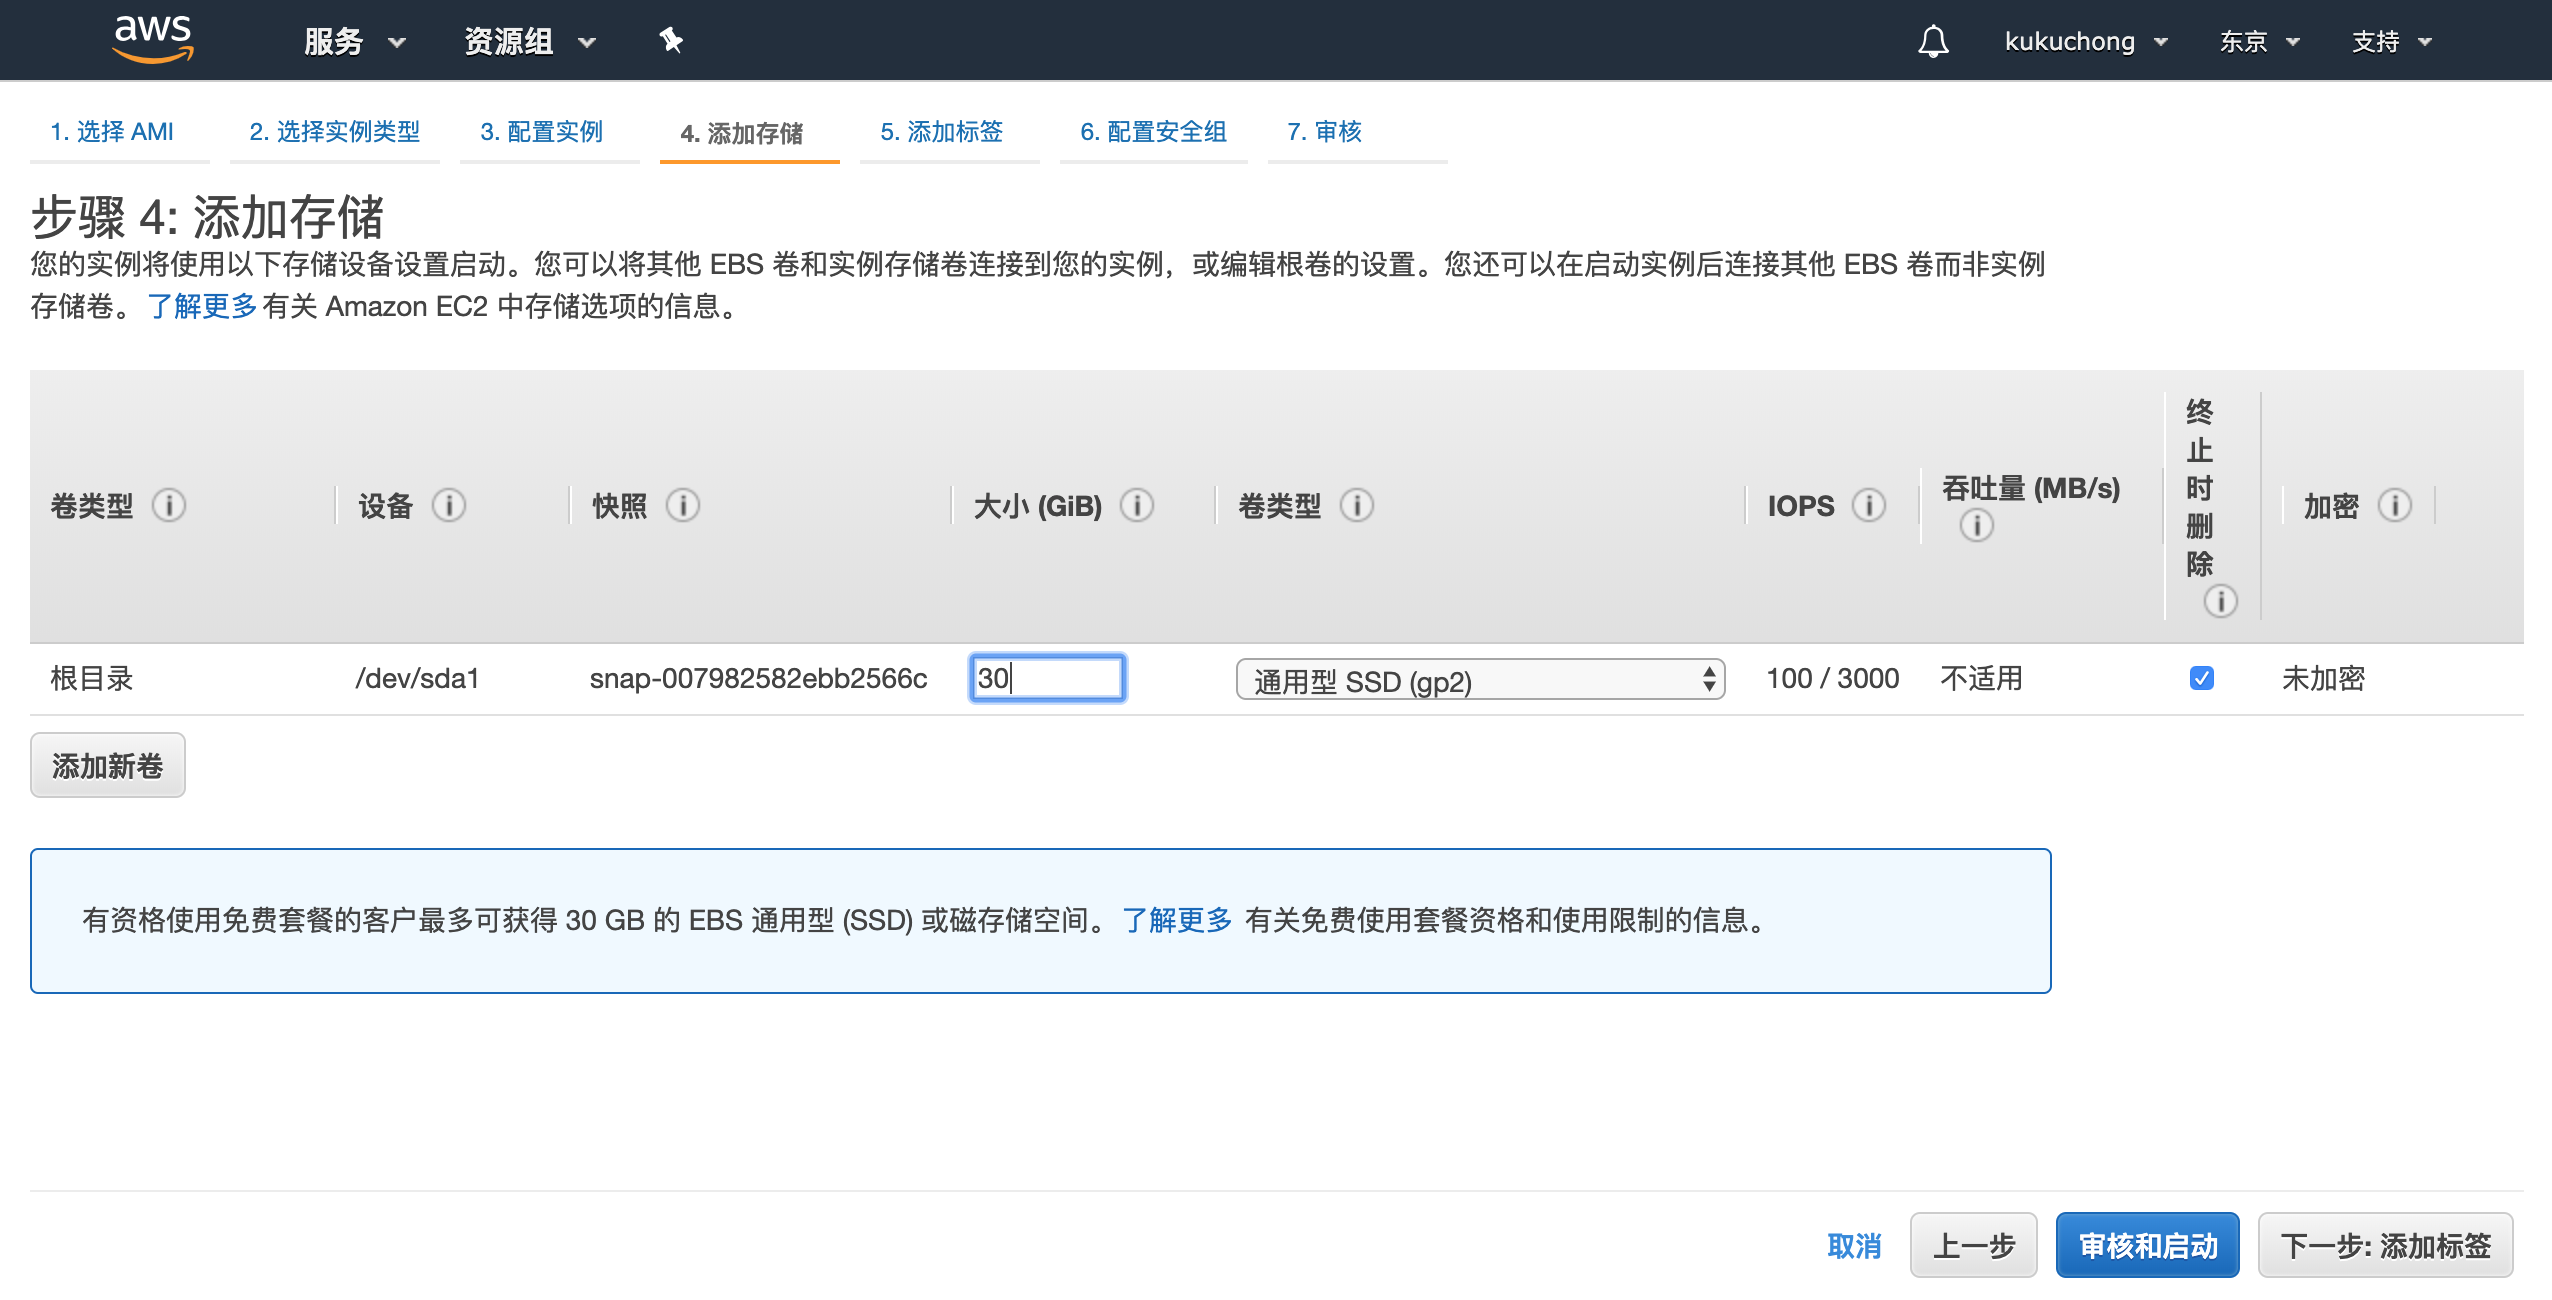 aws 服务 资源组 kukuchong 东京 支持
1. 选择 AMI 2. 选择实例类型 3. 配置实例 4. 添加存储 5. 添加标签 6. 配置安全组 7. 审核
步骤 4: 添加存储
您的实例将使用以下存储设备设置启动。您可以将其他 EBS 卷和实例存储卷连接到您的实例，或编辑根卷的设置。您还可以在启动实例后连接其他 EBS 卷而非实例
存储卷。 了解更多 有关 Amazon EC2 中存储选项的信息。
卷类型 设备 快照 大小 (GiB) 卷类型 IOPS 吞吐量 (MB/s) 终止时删除 加密
根目录 /dev/sda1 snap-007982582ebb2566c 30 通用型 SSD (gp2) 100 / 3000 不适用 未加密
添加新卷
有资格使用免费套餐的客户最多可获得 30 GB 的 EBS 通用型 (SSD) 或磁存储空间。 了解更多 有关免费使用套餐资格和使用限制的信息。
取消 上一步 审核和启动 下一步: 添加标签